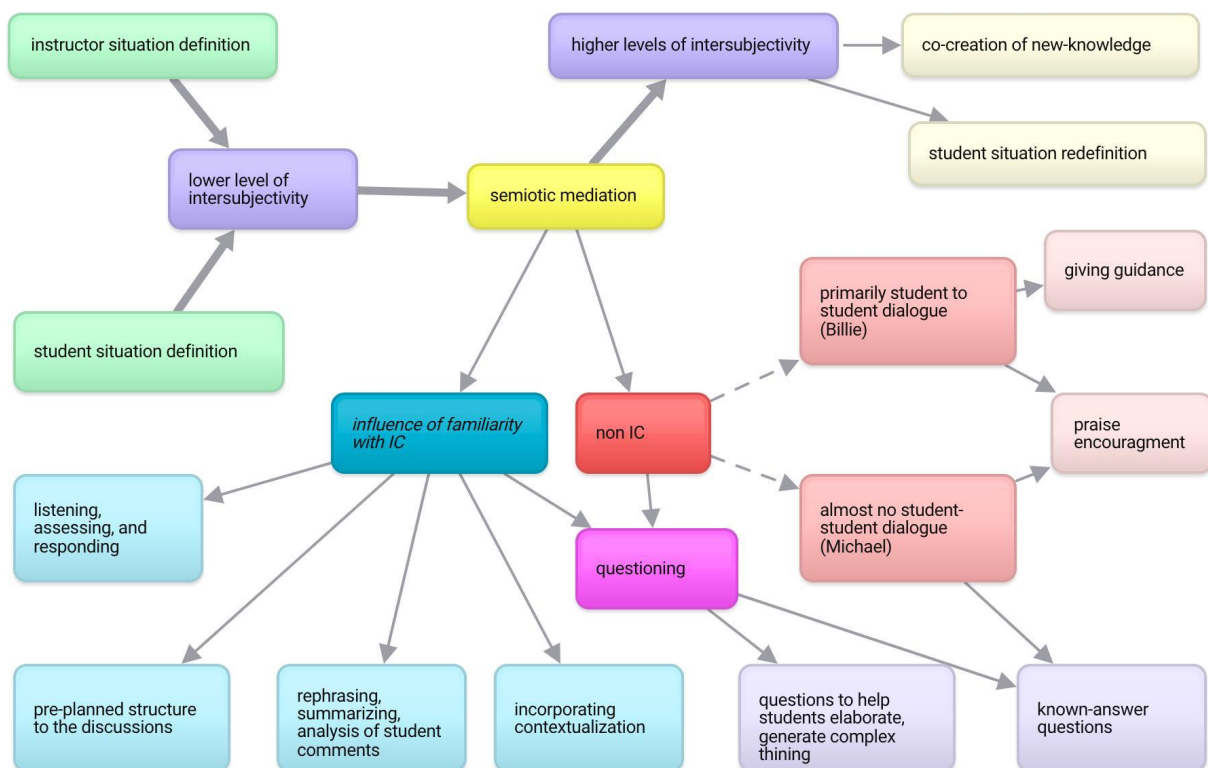 instructor situation definition
higher levels of intersubjectivity
co-creation of new-knowledge
student situation redefinition
lower level of
intersubjectivity
semiotic mediation
student situation definition
primarily student to
student dialogue
(Billie)
giving guidance
influence of familiarity
with IC
non IC
praise
encouragment
listening,
assessing, and
responding
almost no student-
student dialogue
(Michael)
questioning
pre-planned structure
to the discussions
rephrasing,
summarizing,
analysis of student
comments
incorporating
contextualization
questions to help
students elaborate,
generate complex
thining
known-answer
questions